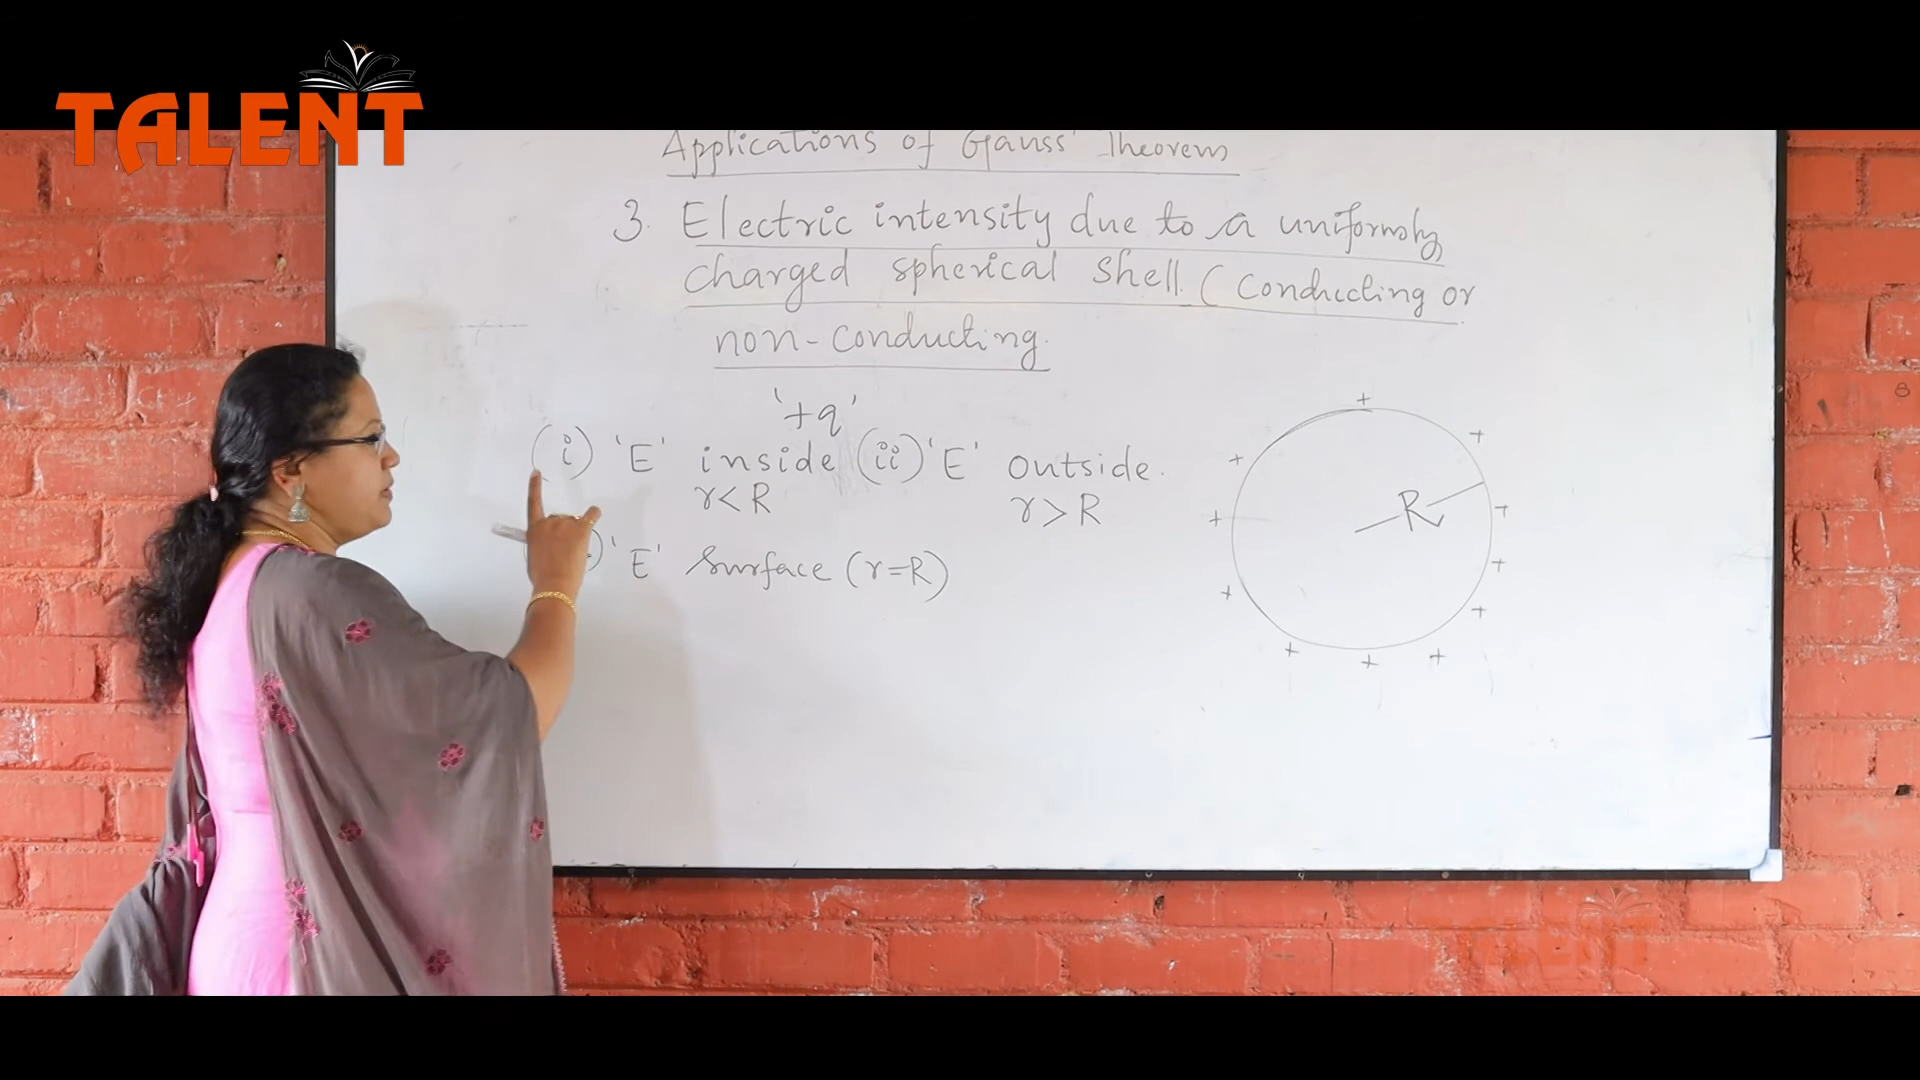 TALENT
Applications of Gauss' Theorem
3. Electric intensity due to a uniformly
charged spherical shell (Conducting or
non-conducting.
'+q'
(i) 'E' inside (ii) 'E' outside.
r<R r>R
'E' Surface (r=R)
R
TALENT